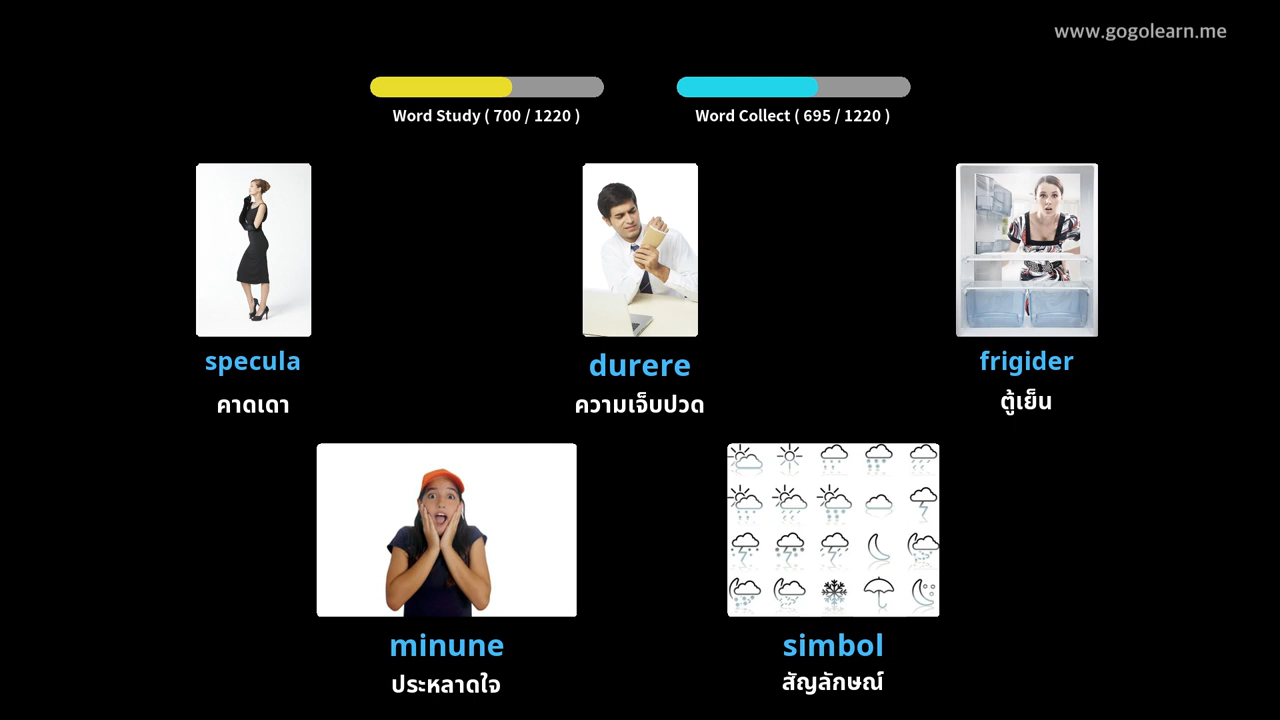 www.gogolearn.me
Word Study ( 700 / 1220 )
Word Collect ( 695 / 1220 )
specula
คาดเดา
durere
ความเจ็บปวด
frigider
ตู้เย็น
minune
ประหลาดใจ
simbol
สัญลักษณ์